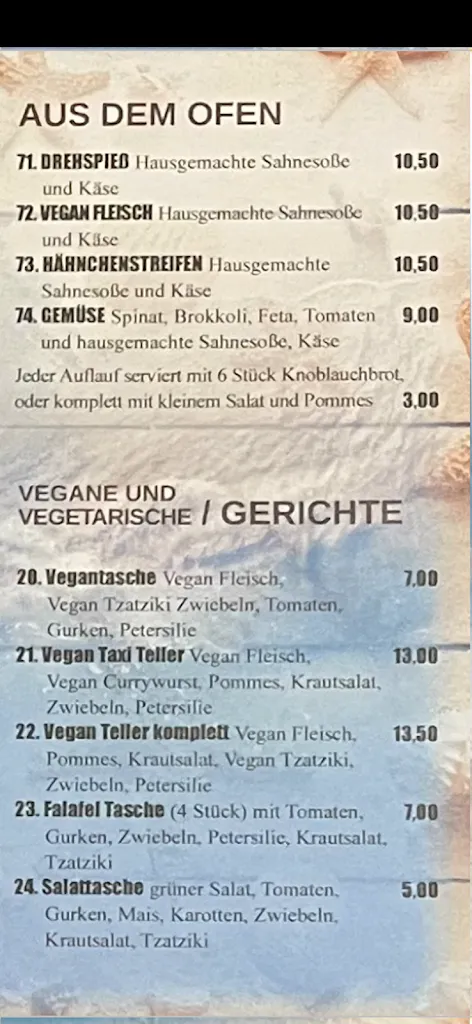 AUS DEM OFEN
71. DREHSPIEß Hausgemachte Sahnesoße 10,50
und Käse
72. VEGAN FLEISCH Hausgemachte Sahnesoße 10,50
und Käse
73. HÄHNCHENSTREIFEN Hausgemachte 10,50
Sahnesoße und Käse
74. GEMÜSE Spinat, Brokkoli, Feta, Tomaten 9,00
und hausgemachte Sahnesoße, Käse
Jeder Auflauf serviert mit 6 Stück Knoblauchbrot,
oder komplett mit kleinem Salat und Pommes 3,00
VEGANE UND
VEGETARISCHE / GERICHTE
20. Vegantasche Vegan Fleisch, 7,00
Vegan Tzatziki Zwiebeln, Tomaten,
Gurken, Petersilie
21. Vegan Taxi Teller Vegan Fleisch, 13,00
Vegan Currywurst, Pommes, Krautsalat,
Zwiebeln, Petersilie
22. Vegan Teller komplett Vegan Fleisch, 13,50
Pommes, Krautsalat, Vegan Tzatziki,
Zwiebeln, Petersilie
23. Falafel Tasche (4 Stück) mit Tomaten, 7,00
Gurken, Zwiebeln, Petersilie, Krautsalat,
Tzatziki
24. Salattasche grüner Salat, Tomaten, 5,00
Gurken, Mais, Karotten, Zwiebeln,
Krautsalat, Tzatziki